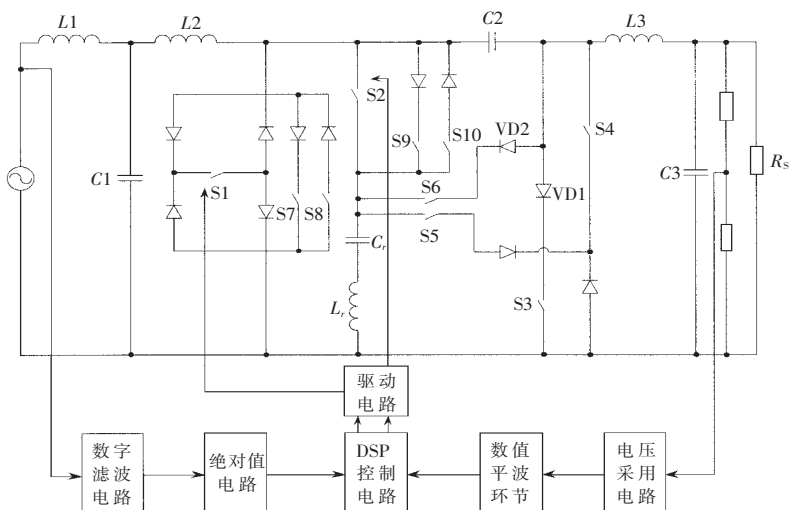 L1
L2
C2
L3
S2
S9
S10
VD2
S4
C1
S1
S7
S8
S6
S5
VD1
C3
RS
Cr
Lr
S3
驱动
电路
数字
滤波
电路
绝对值
电路
DSP
控制
电路
数值
平波
环节
电压
采用
电路